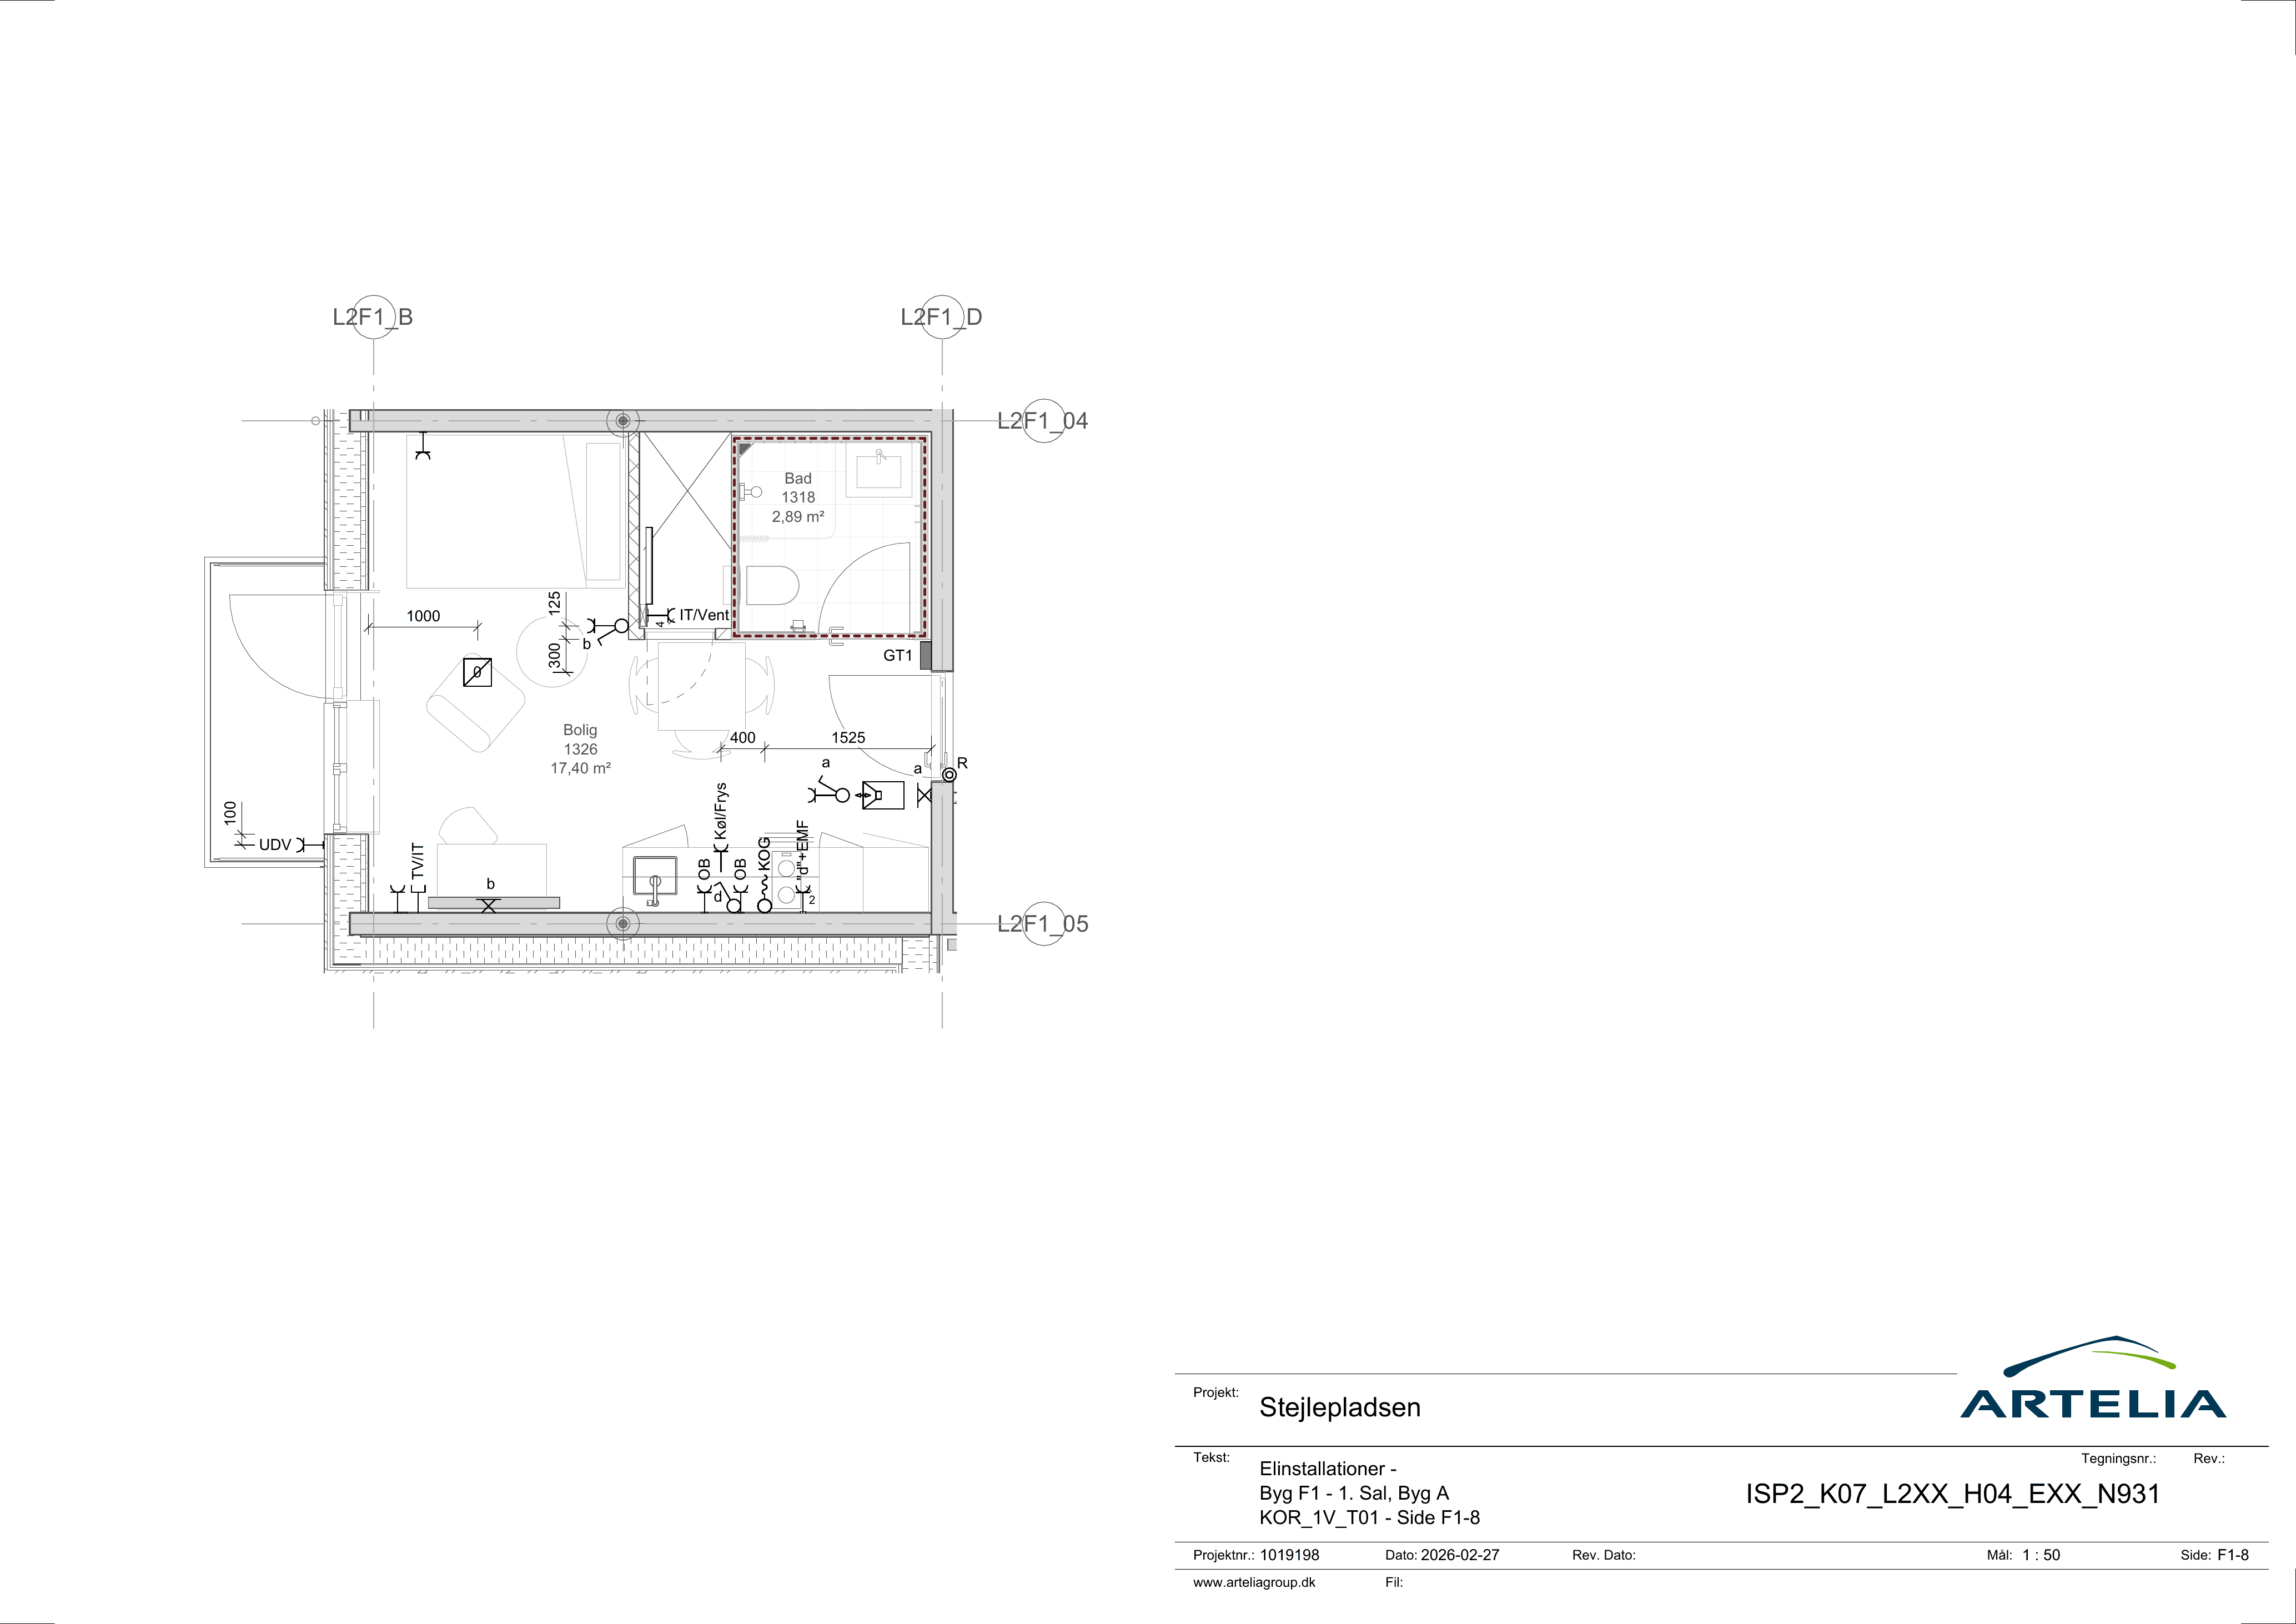 L2F1_B
L2F1_D
L2F1_04
Bad
1318
2,89 m²
1000
125
300
b
4
IT/Vent
GT1
0
Bolig
1326
17,40 m²
400
1525
a
a
R
100
UDV
TV/IT
b
OB
d
Køl/Frys
OB
KOG
"d"+EMF
2
L2F1_05
ARTELIA
Projekt:
Stejlepladsen
Tekst:
Elinstallationer -
Byg F1 - 1. Sal, Byg A
KOR_1V_T01 - Side F1-8
Tegningsnr.:
Rev.:
ISP2_K07_L2XX_H04_EXX_N931
Projektnr.: 1019198
Dato: 2026-02-27
Rev. Dato:
Mål: 1 : 50
Side: F1-8
www.arteliagroup.dk
Fil: